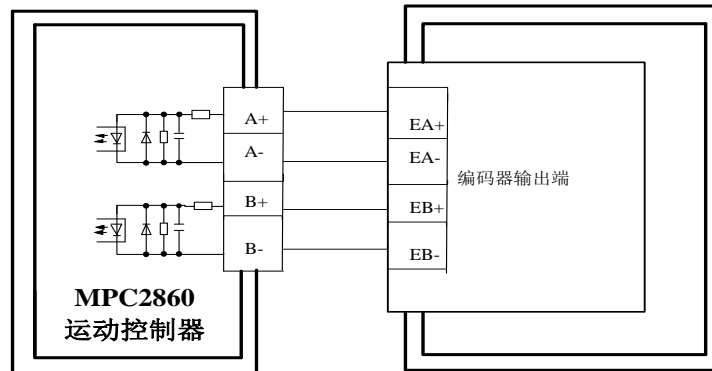 A+
A-
B+
B-
EA+
EA-
EB+
EB-
编码器输出端
MPC2860
运动控制器